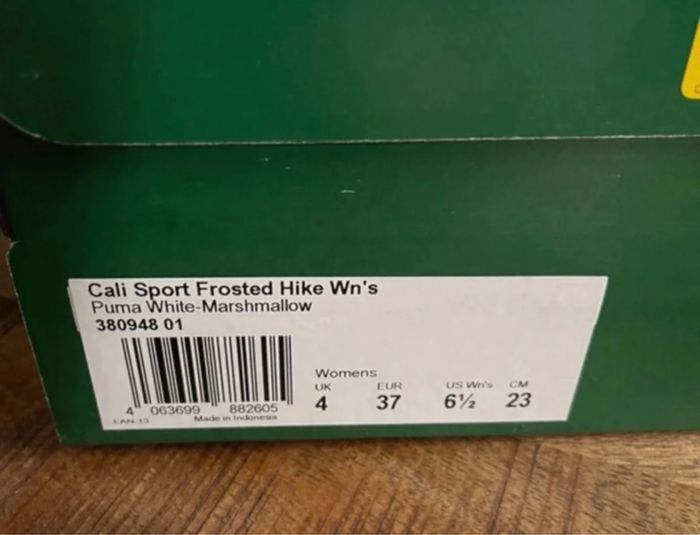 Cali Sport Frosted Hike Wn's
Puma White-Marshmallow
380948 01
4 063699 882605
EAN-13 Made in Indonesia
Womens
UK EUR US Wn's CM
4 37 6½ 23